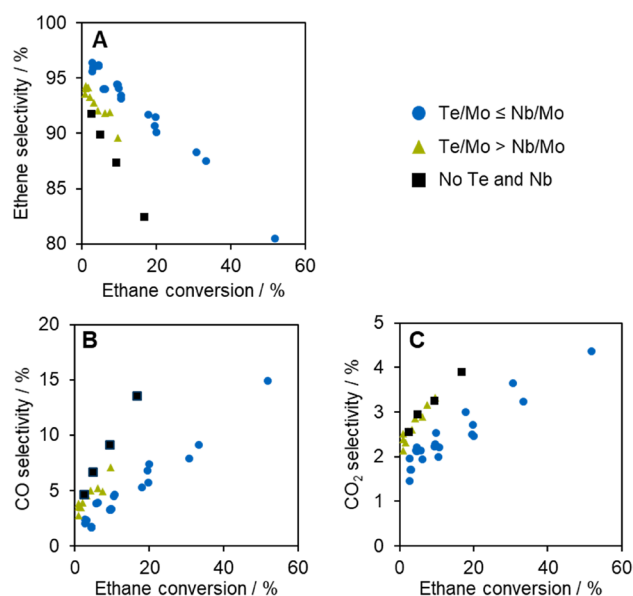 A
100
95
90
85
80
0
20
40
60
Ethene selectivity / %
Ethane conversion / %
Te/Mo ≤ Nb/Mo
Te/Mo > Nb/Mo
No Te and Nb
B
20
15
10
5
0
0
20
40
60
CO selectivity / %
Ethane conversion / %
C
5
4
3
2
1
0
0
20
40
60
CO₂ selectivity / %
Ethane conversion / %